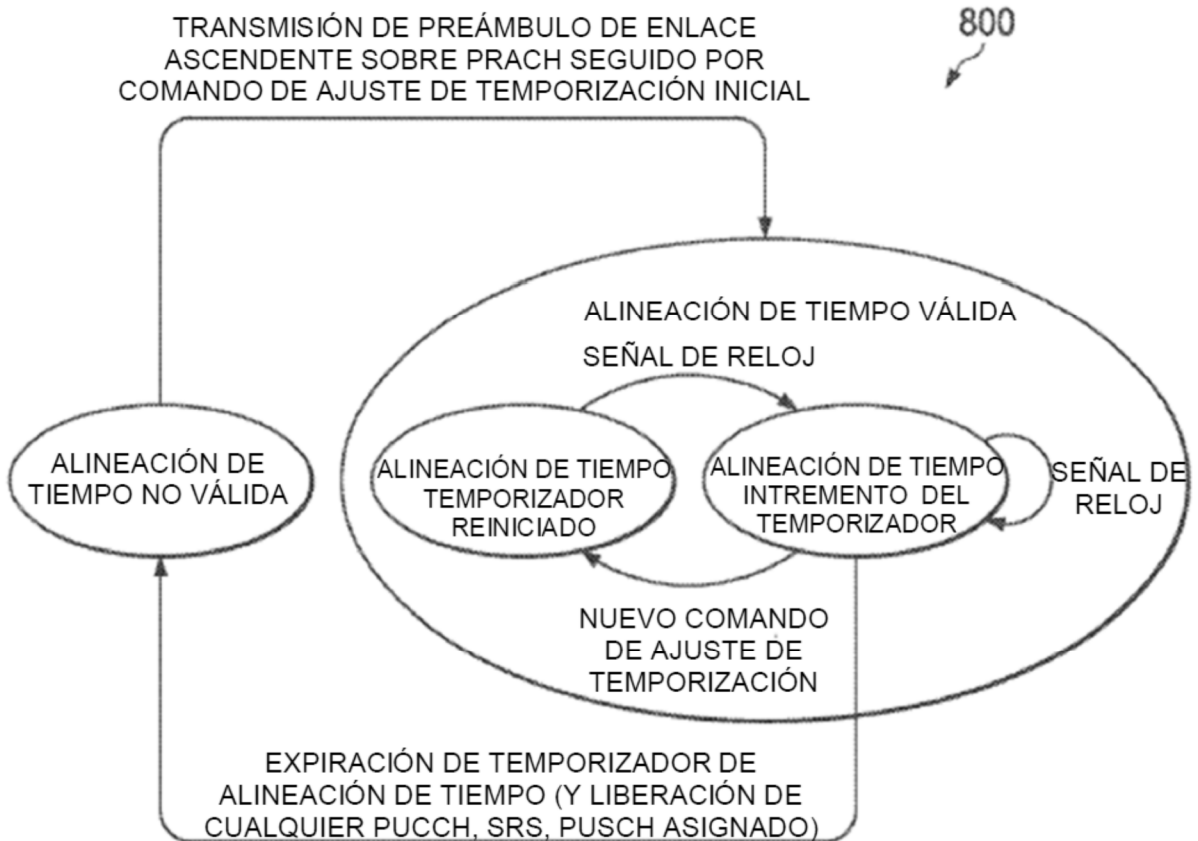 TRANSMISIÓN DE PREÁMBULO DE ENLACE
ASCENDENTE SOBRE PRACH SEGUIDO POR
COMANDO DE AJUSTE DE TEMPORIZACIÓN INICIAL
800
ALINEACIÓN DE TIEMPO VÁLIDA
SEÑAL DE RELOJ
ALINEACIÓN DE
TIEMPO NO VÁLIDA
ALINEACIÓN DE TIEMPO
TEMPORIZADOR
REINICIADO
ALINEACIÓN DE TIEMPO
INTREMENTO DEL
TEMPORIZADOR
SEÑAL DE
RELOJ
NUEVO COMANDO
DE AJUSTE DE
TEMPORIZACIÓN
EXPIRACIÓN DE TEMPORIZADOR DE
ALINEACIÓN DE TIEMPO (Y LIBERACIÓN DE
CUALQUIER PUCCH, SRS, PUSCH ASIGNADO)